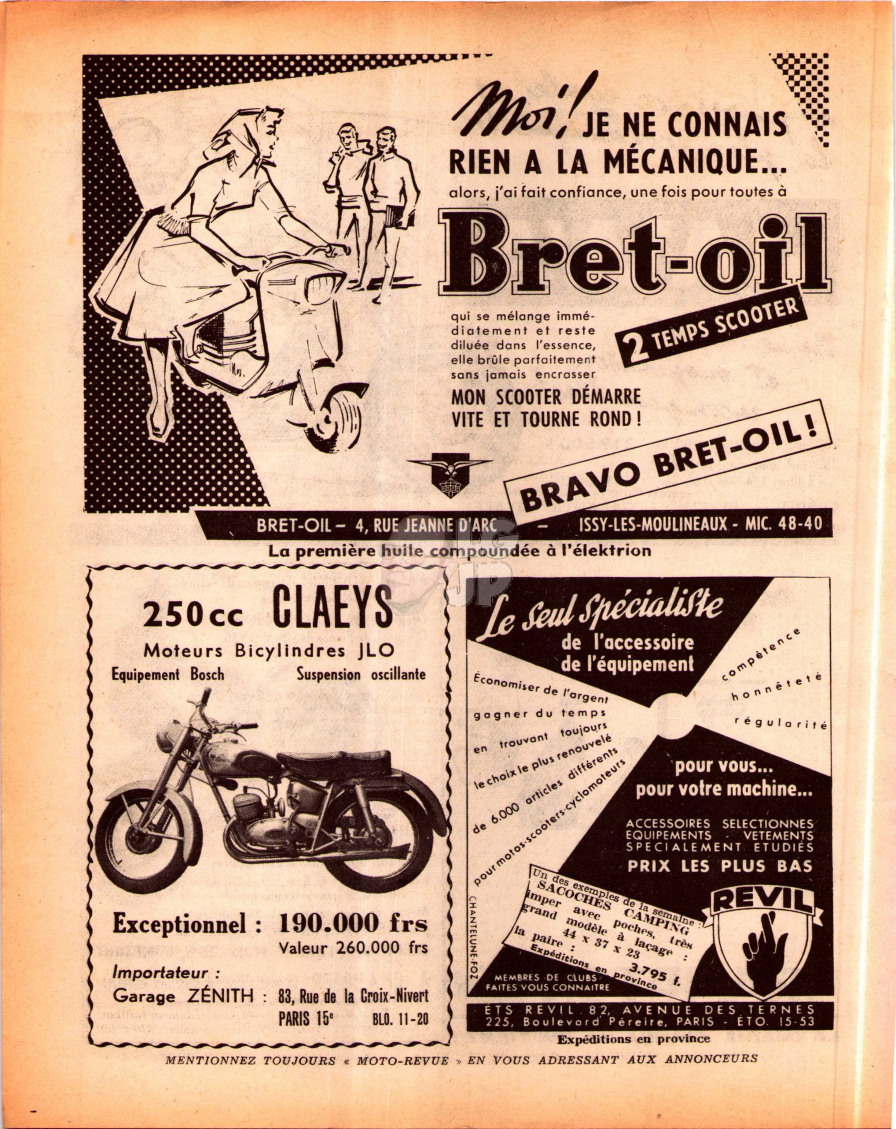 Moi! JE NE CONNAIS
RIEN A LA MÉCANIQUE...
alors, j'ai fait confiance, une fois pour toutes à
Bret-oil
2 TEMPS SCOOTER
qui se mélange immé-
diatement et reste
diluée dans l'essence,
elle brûle parfaitement
sans jamais encrasser
MON SCOOTER DÉMARRE
VITE ET TOURNE ROND !
BRAVO BRET-OIL !
BRET-OIL – 4, RUE JEANNE D'ARC – ISSY-LES-MOULINEAUX - MIC. 48-40
La première huile compoundée à l'élektrion
LG
JP
250cc CLAEYS
Moteurs Bicylindres JLO
Equipement Bosch Suspension oscillante
Exceptionnel : 190.000 frs
Valeur 260.000 frs
Importateur :
Garage ZÉNITH : 83, Rue de la Croix-Nivert
PARIS 15e BLO. 11-20
Le Seul Spécialiste
de l'accessoire
de l'équipement
Économiser de l'argent
gagner du temps
en trouvant toujours
le choix le plus renouvelé
de 6.000 articles différents
pour motos-scooters-cyclomoteurs
compétence
honnêteté
régularité
pour vous...
pour votre machine...
ACCESSOIRES SELECTIONNES
EQUIPEMENTS - VETEMENTS
SPECIALEMENT ETUDIES
PRIX LES PLUS BAS
Un des exemples de la semaine :
SACOCHES CAMPING
imper avec poches, très
grand modèle à laçage :
44 x 37 x 23
la paire : 3.795 f.
Expéditions en province
REVIL
CHANTELUNE-FOZ
MEMBRES DE CLUBS
FAITES VOUS CONNAITRE
ÉTS REVIL. 82, AVENUE DES TERNES
225, Boulevard Péreire, PARIS - ÉTO. 15-53
Expéditions en province
MENTIONNEZ TOUJOURS « MOTO-REVUE » EN VOUS ADRESSANT AUX ANNONCEURS